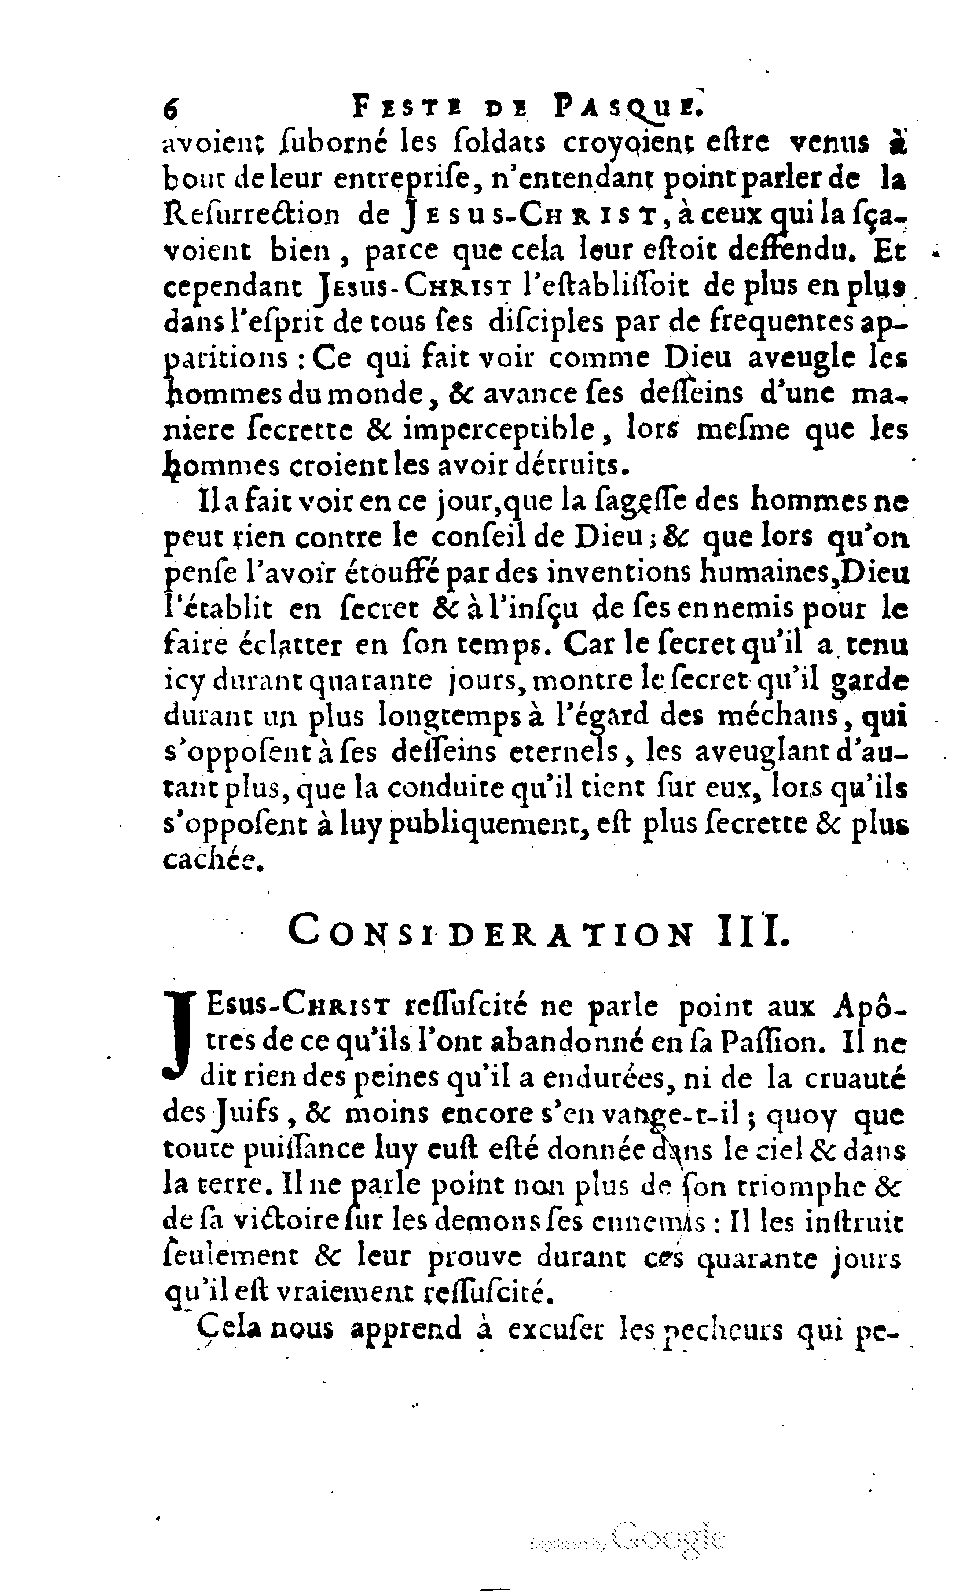 6 FESTE DE PASQUE.
avoient ſuborné les ſoldats croyoient eſtre venus à
bout de leur entrepriſe, n'entendant point parler de la
Reſurrection de JESUS-CHRIST, à ceux qui la ſça-
voient bien, parce que cela leur eſtoit deffendu. Et
cependant JESUS-CHRIST l'eſtabliſſoit de plus en plus
dans l'eſprit de tous ſes diſciples par de frequentes ap-
paritions : Ce qui fait voir comme Dieu aveugle les
hommes du monde, & avance ſes deſſeins d'une ma-
niere ſecrette & imperceptible, lors meſme que les
hommes croient les avoir détruits.
Il a fait voir en ce jour, que la ſageſſe des hommes ne
peut rien contre le conſeil de Dieu ; & que lors qu'on
penſe l'avoir étouffé par des inventions humaines, Dieu
l'établit en ſecret & à l'inſçu de ſes ennemis pour le
faire éclatter en ſon temps. Car le ſecret qu'il a tenu
icy durant quarante jours, montre le ſecret qu'il garde
durant un plus longtemps à l'égard des méchans, qui
s'oppoſent à ſes deſſeins eternels, les aveuglant d'au-
tant plus, que la conduite qu'il tient ſur eux, lors qu'ils
s'oppoſent à luy publiquement, eſt plus ſecrette & plus
cachée.
CONSIDERATION III.
JESUS-CHRIST reſſuſcité ne parle point aux Apô-
tres de ce qu'ils l'ont abandonné en ſa Paſſion. Il ne
dit rien des peines qu'il a endurées, ni de la cruauté
des Juifs, & moins encore s'en vange-t-il ; quoy que
toute puiſſance luy euſt eſté donnée dans le ciel & dans
la terre. Il ne parle point non plus de ſon triomphe &
de ſa victoire ſur les demons ſes ennemis : Il les inſtruit
ſeulement & leur prouve durant ces quarante jours
qu'il eſt vraiement reſſuſcité.
Cela nous apprend à excuſer les pecheurs qui pe-
Google